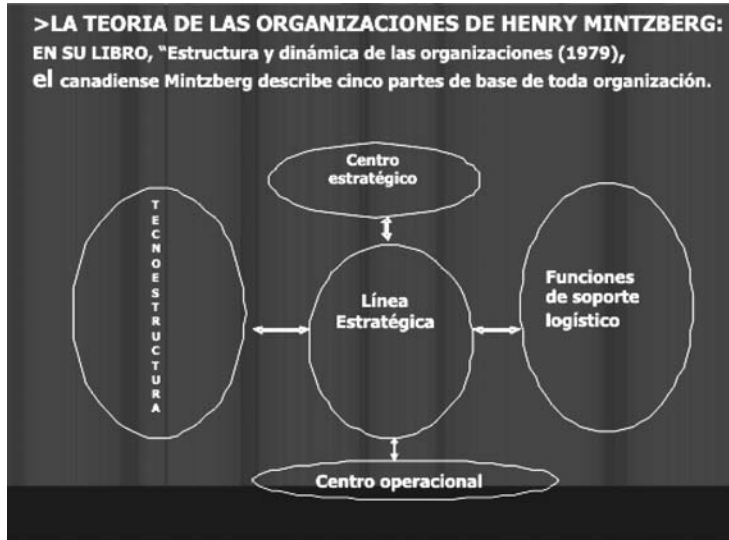 >LA TEORIA DE LAS ORGANIZACIONES DE HENRY MINTZBERG:
EN SU LIBRO, "Estructura y dinámica de las organizaciones (1979),
el canadiense Mintzberg describe cinco partes de base de toda organización.
Centro
estratégico
TECNOESTRUCTURA
Línea
Estratégica
Funciones
de soporte
logístico
Centro operacional